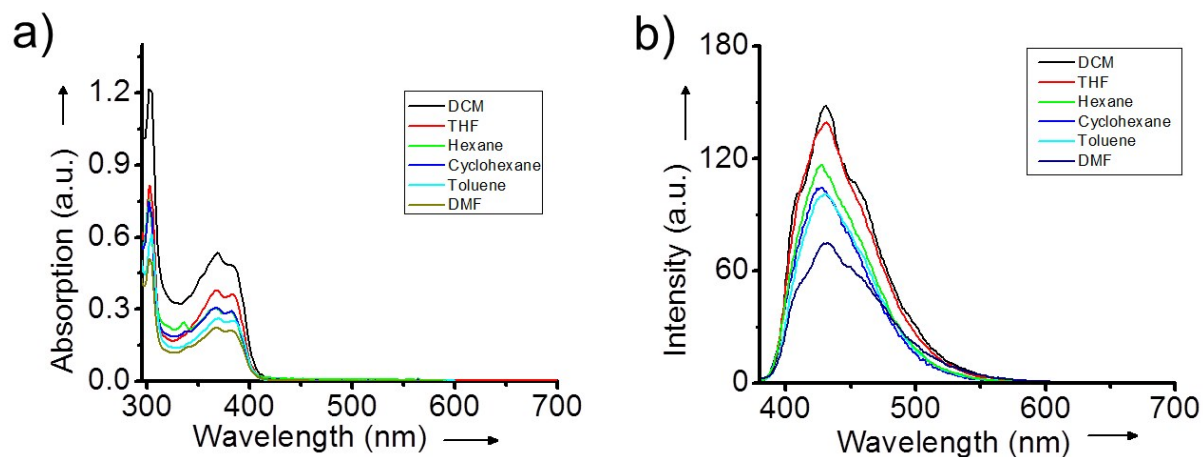 a)
Absorption (a.u.)
1.2
0.9
0.6
0.3
0.0
300 400 500 600 700
Wavelength (nm)
DCM
THF
Hexane
Cyclohexane
Toluene
DMF
b)
Intensity (a.u.)
180
120
60
0
400 500 600 700
Wavelength (nm)
DCM
THF
Hexane
Cyclohexane
Toluene
DMF